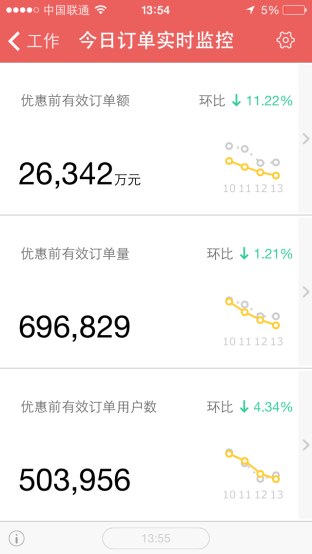 中国联通 13:54 5%
工作 今日订单实时监控
优惠前有效订单额 环比 11.22%
26,342万元
10 11 12 13
优惠前有效订单量 环比 1.21%
696,829
10 11 12 13
优惠前有效订单用户数 环比 4.34%
503,956
10 11 12 13
13:55